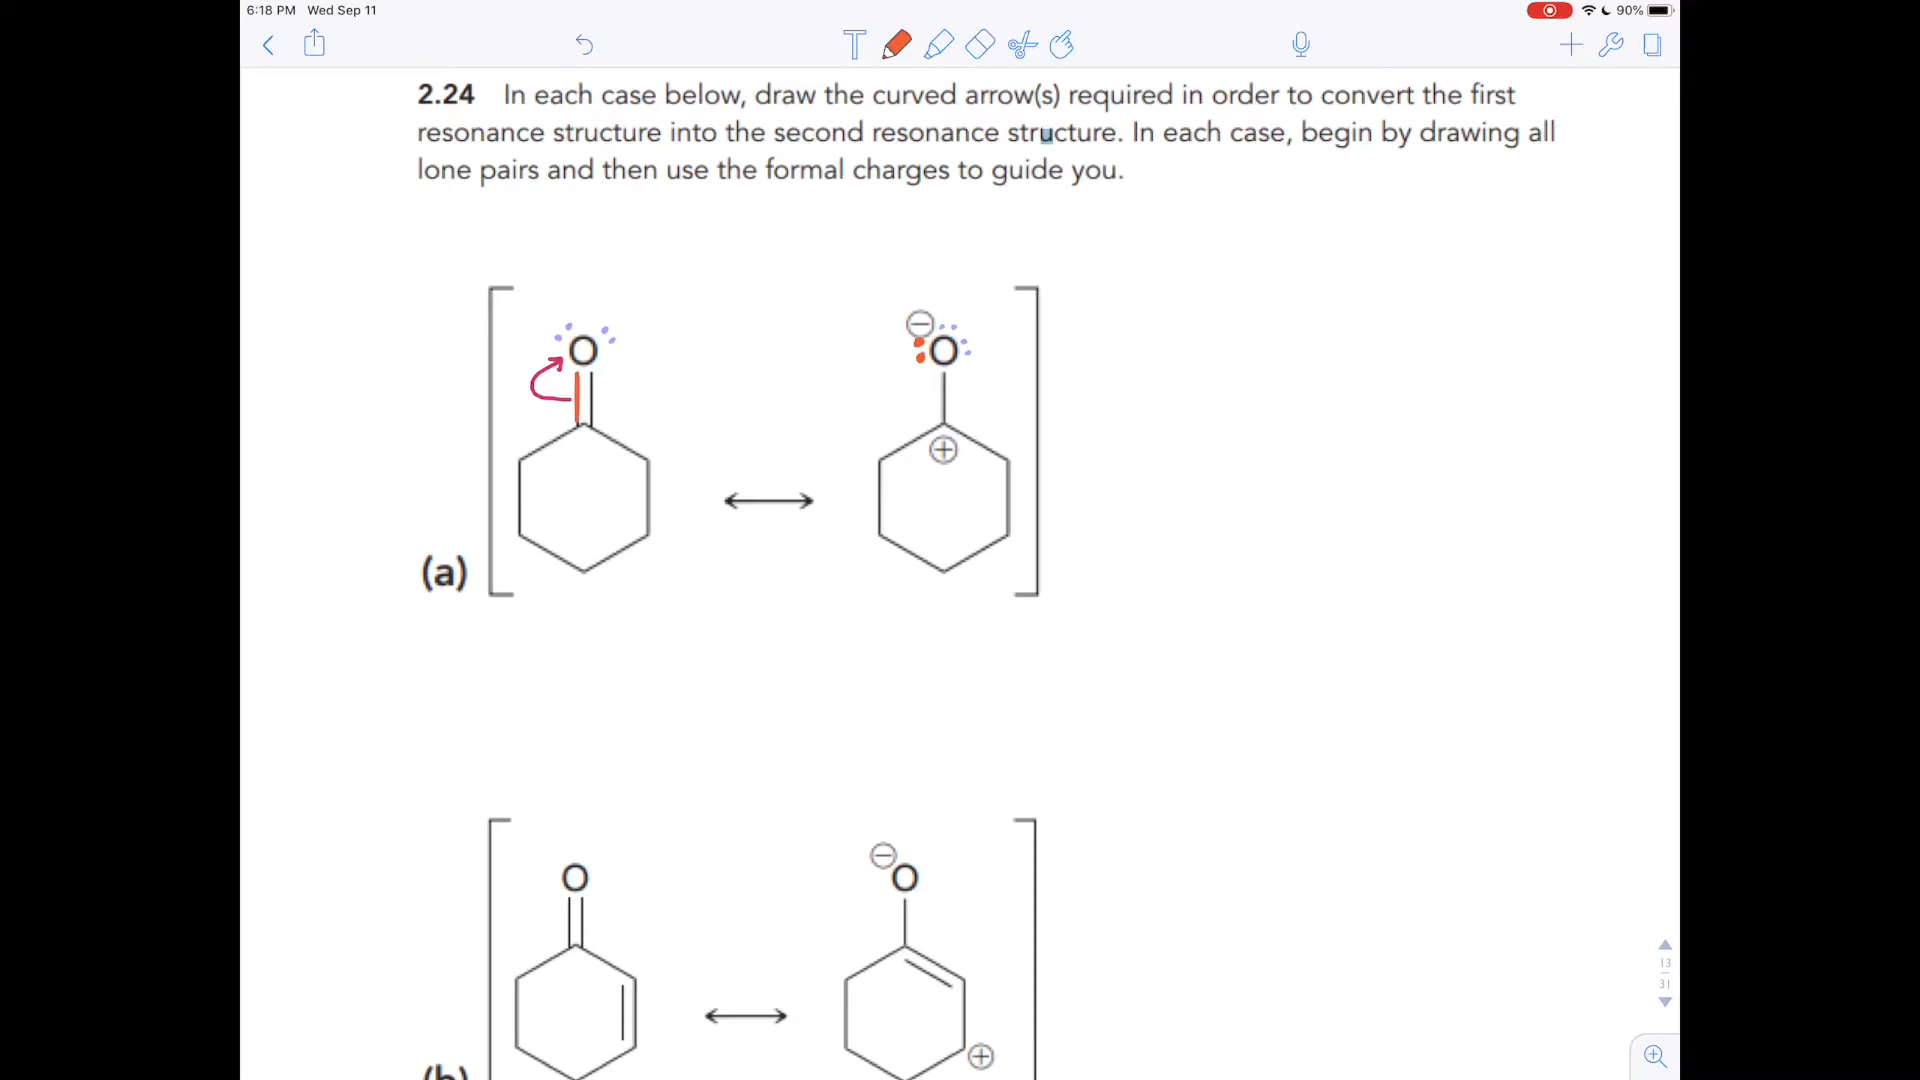 6:18 PM Wed Sep 11
90%
T
2.24 In each case below, draw the curved arrow(s) required in order to convert the first
resonance structure into the second resonance structure. In each case, begin by drawing all
lone pairs and then use the formal charges to guide you.
O
⊖
O
⊕
(a)
O
⊖
O
⊕
(b)
13
31